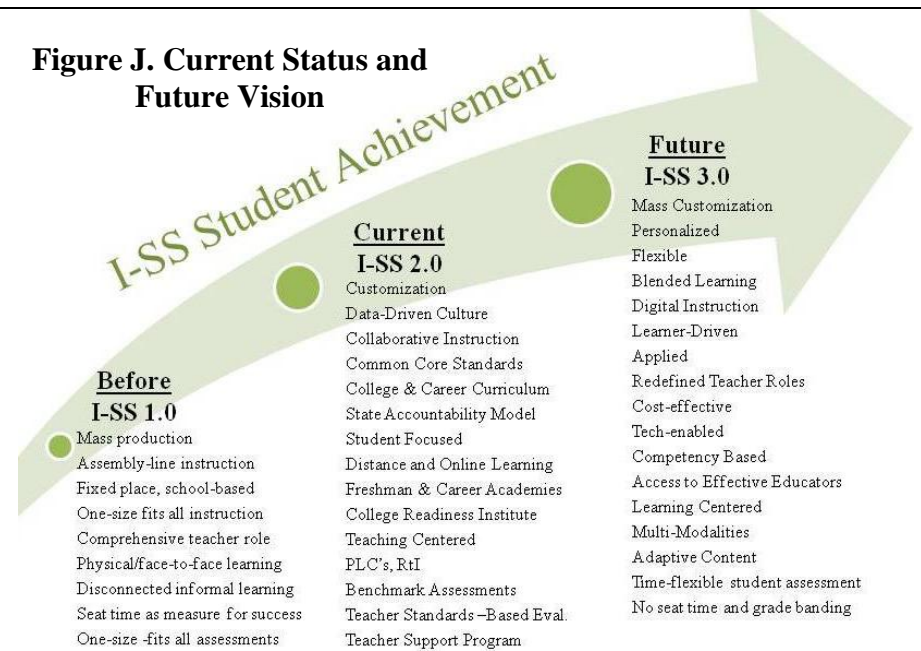 Figure J. Current Status and
Future Vision
I-SS Student Achievement
Before
I-SS 1.0
Mass production
Assembly-line instruction
Fixed place, school-based
One-size fits all instruction
Comprehensive teacher role
Physical/face-to-face learning
Disconnected informal learning
Seat time as measure for success
One-size -fits all assessments
Current
I-SS 2.0
Customization
Data-Driven Culture
Collaborative Instruction
Common Core Standards
College & Career Curriculum
State Accountability Model
Student Focused
Distance and Online Learning
Freshman & Career Academies
College Readiness Institute
Teaching Centered
PLC's, RtI
Benchmark Assessments
Teacher Standards –Based Eval.
Teacher Support Program
Future
I-SS 3.0
Mass Customization
Personalized
Flexible
Blended Learning
Digital Instruction
Learner-Driven
Applied
Redefined Teacher Roles
Cost-effective
Tech-enabled
Competency Based
Access to Effective Educators
Learning Centered
Multi-Modalities
Adaptive Content
Time-flexible student assessment
No seat time and grade banding